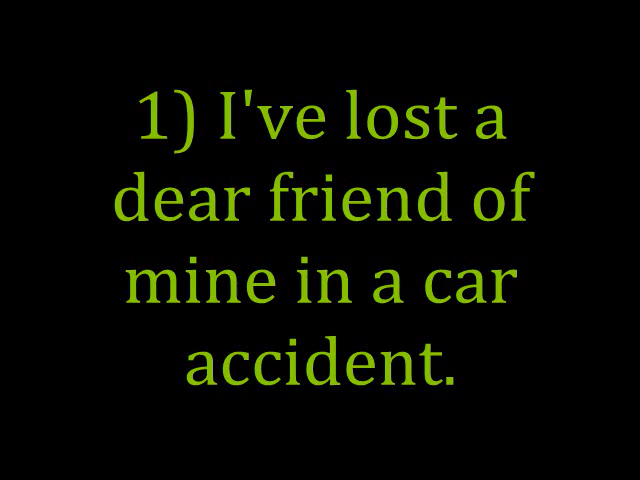 1) I've lost a
dear friend of
mine in a car
accident.